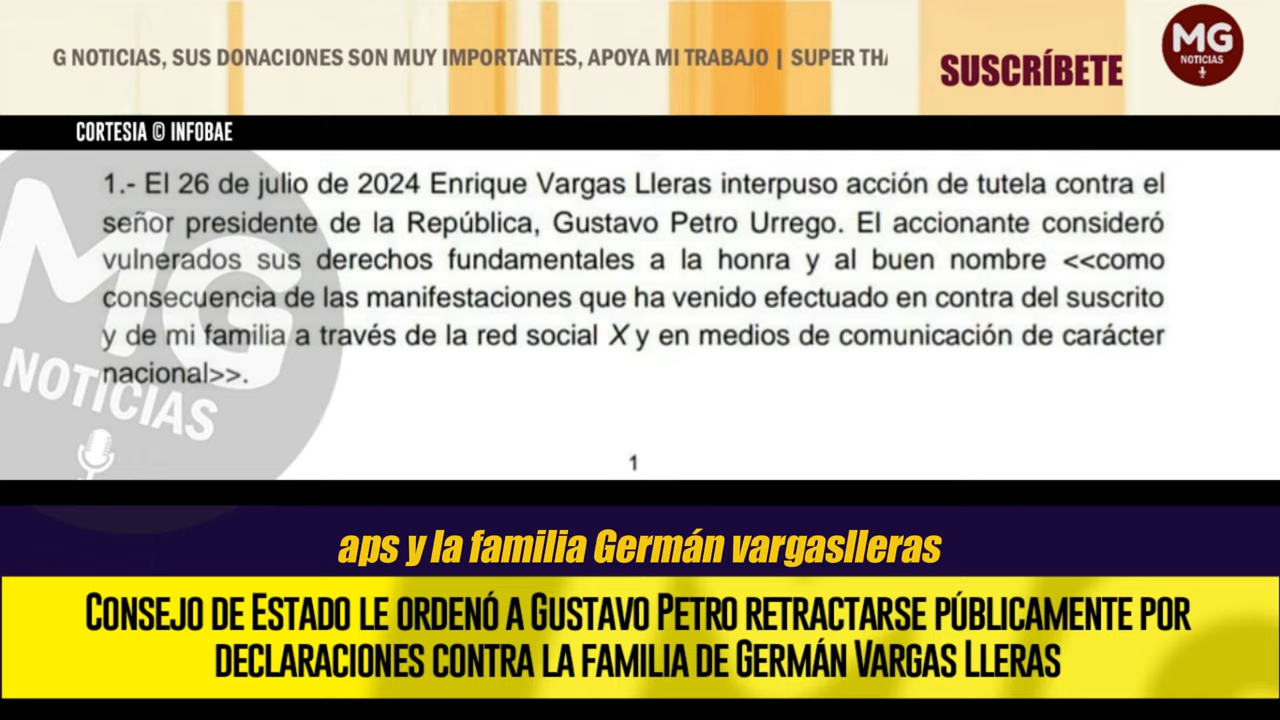 G NOTICIAS, SUS DONACIONES SON MUY IMPORTANTES, APOYA MI TRABAJO | SUPER
SUSCRÍBETE
MG
NOTICIAS
CORTESIA © INFOBAE
1.- El 26 de julio de 2024 Enrique Vargas Lleras interpuso acción de tutela contra el
señor presidente de la República, Gustavo Petro Urrego. El accionante consideró
vulnerados sus derechos fundamentales a la honra y al buen nombre <<como
consecuencia de las manifestaciones que ha venido efectuado en contra del suscrito
y de mi familia a través de la red social X y en medios de comunicación de carácter
nacional>>.
MG
NOTICIAS
1
aps y la familia Germán vargaslleras
CONSEJO DE ESTADO LE ORDENÓ A GUSTAVO PETRO RETRACTARSE PÚBLICAMENTE POR
DECLARACIONES CONTRA LA FAMILIA DE GERMÁN VARGAS LLERAS